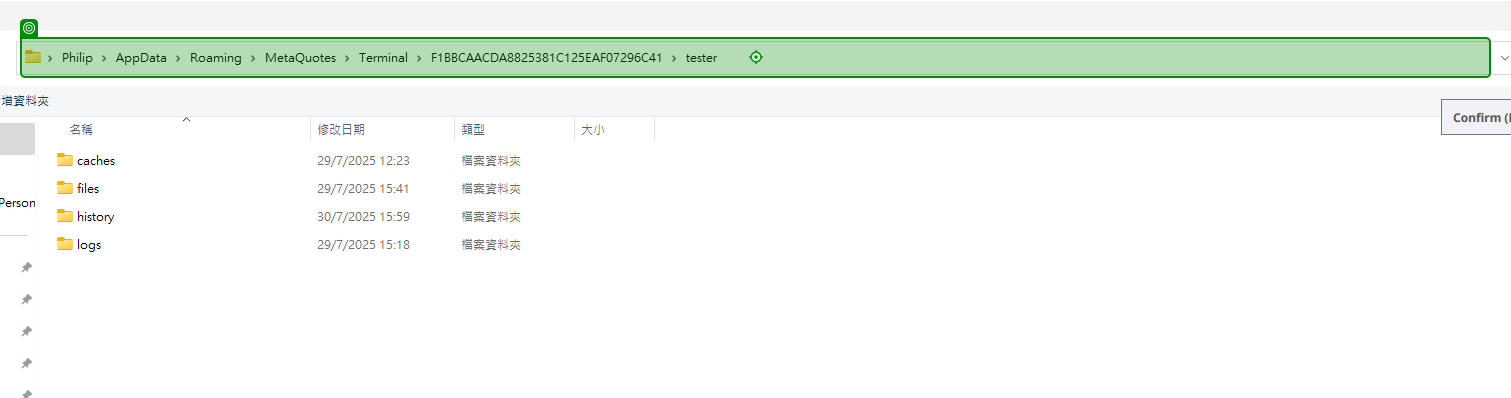 Philip > AppData > Roaming > MetaQuotes > Terminal > F1BBCAACDA8825381C125EAF07296C41 > tester
增資料夾
Confirm (
名稱 修改日期 類型 大小
caches 29/7/2025 12:23 檔案資料夾
files 29/7/2025 15:41 檔案資料夾
Person
history 30/7/2025 15:59 檔案資料夾
logs 29/7/2025 15:18 檔案資料夾